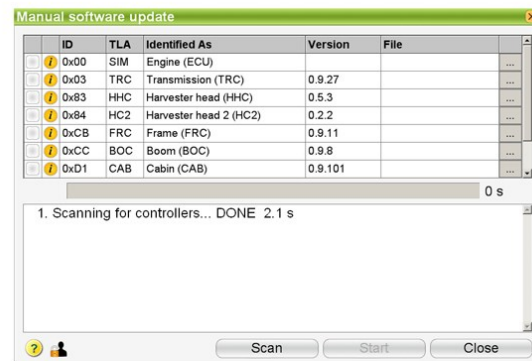 Manual software update
ID TLA Identified As Version File
i 0x00 SIM Engine (ECU) ...
i 0x03 TRC Transmission (TRC) 0.9.27 ...
i 0x83 HHC Harvester head (HHC) 0.5.3 ...
i 0x84 HC2 Harvester head 2 (HC2) 0.2.2 ...
i 0xCB FRC Frame (FRC) 0.9.11 ...
i 0xCC BOC Boom (BOC) 0.9.8 ...
i 0xD1 CAB Cabin (CAB) 0.9.101 ...
0 s
1. Scanning for controllers... DONE 2.1 s
? Scan Start Close